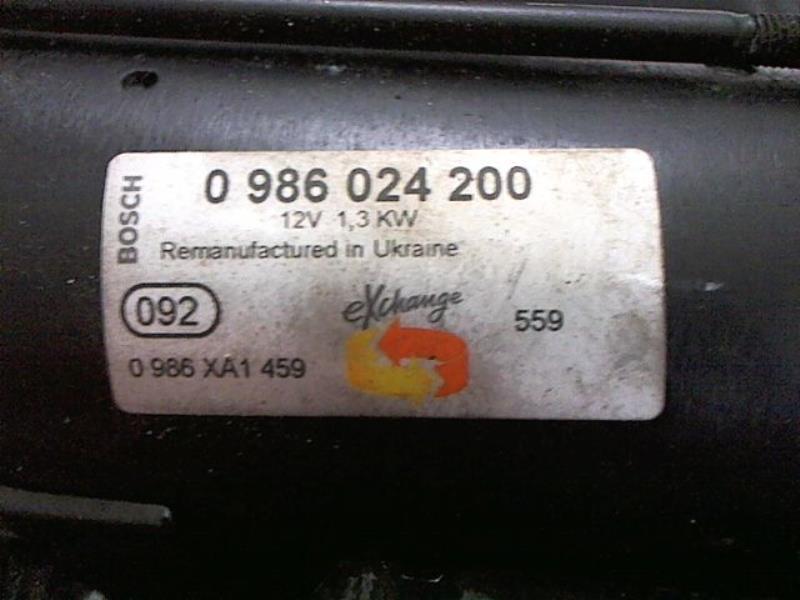 BOSCH
0 986 024 200
12V 1,3 KW
Remanufactured in Ukraine
092
eXchange
559
0 986 XA1 459